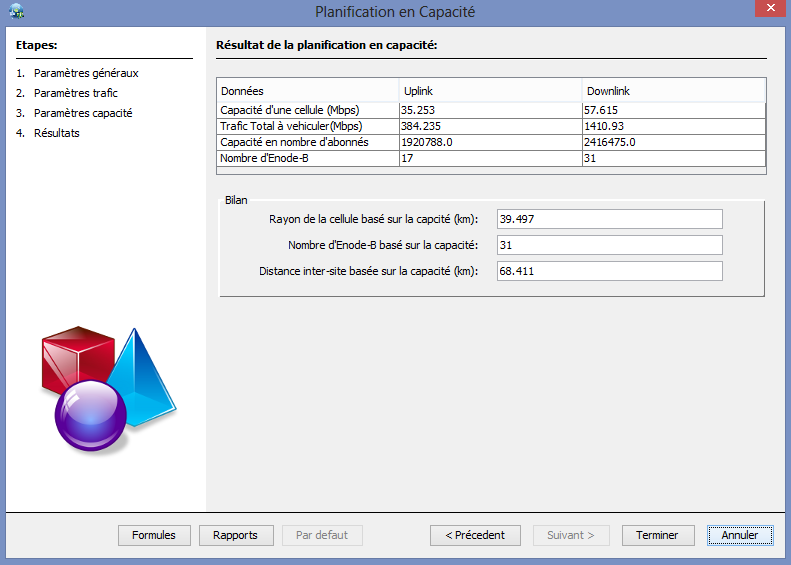 Planification en Capacité
Etapes:
1. Paramètres généraux
2. Paramètres trafic
3. Paramètres capacité
4. Résultats
Résultat de la planification en capacité:
Données Uplink Downlink
Capacité d'une cellule (Mbps) 35.253 57.615
Trafic Total à vehiculer(Mbps) 384.235 1410.93
Capacité en nombre d'abonnés 1920788.0 2416475.0
Nombre d'Enode-B 17 31
Bilan
Rayon de la cellule basé sur la capcité (km): 39.497
Nombre d'Enode-B basé sur la capacité: 31
Distance inter-site basée sur la capacité (km): 68.411
Formules Rapports Par defaut < Précedent Suivant > Terminer Annuler